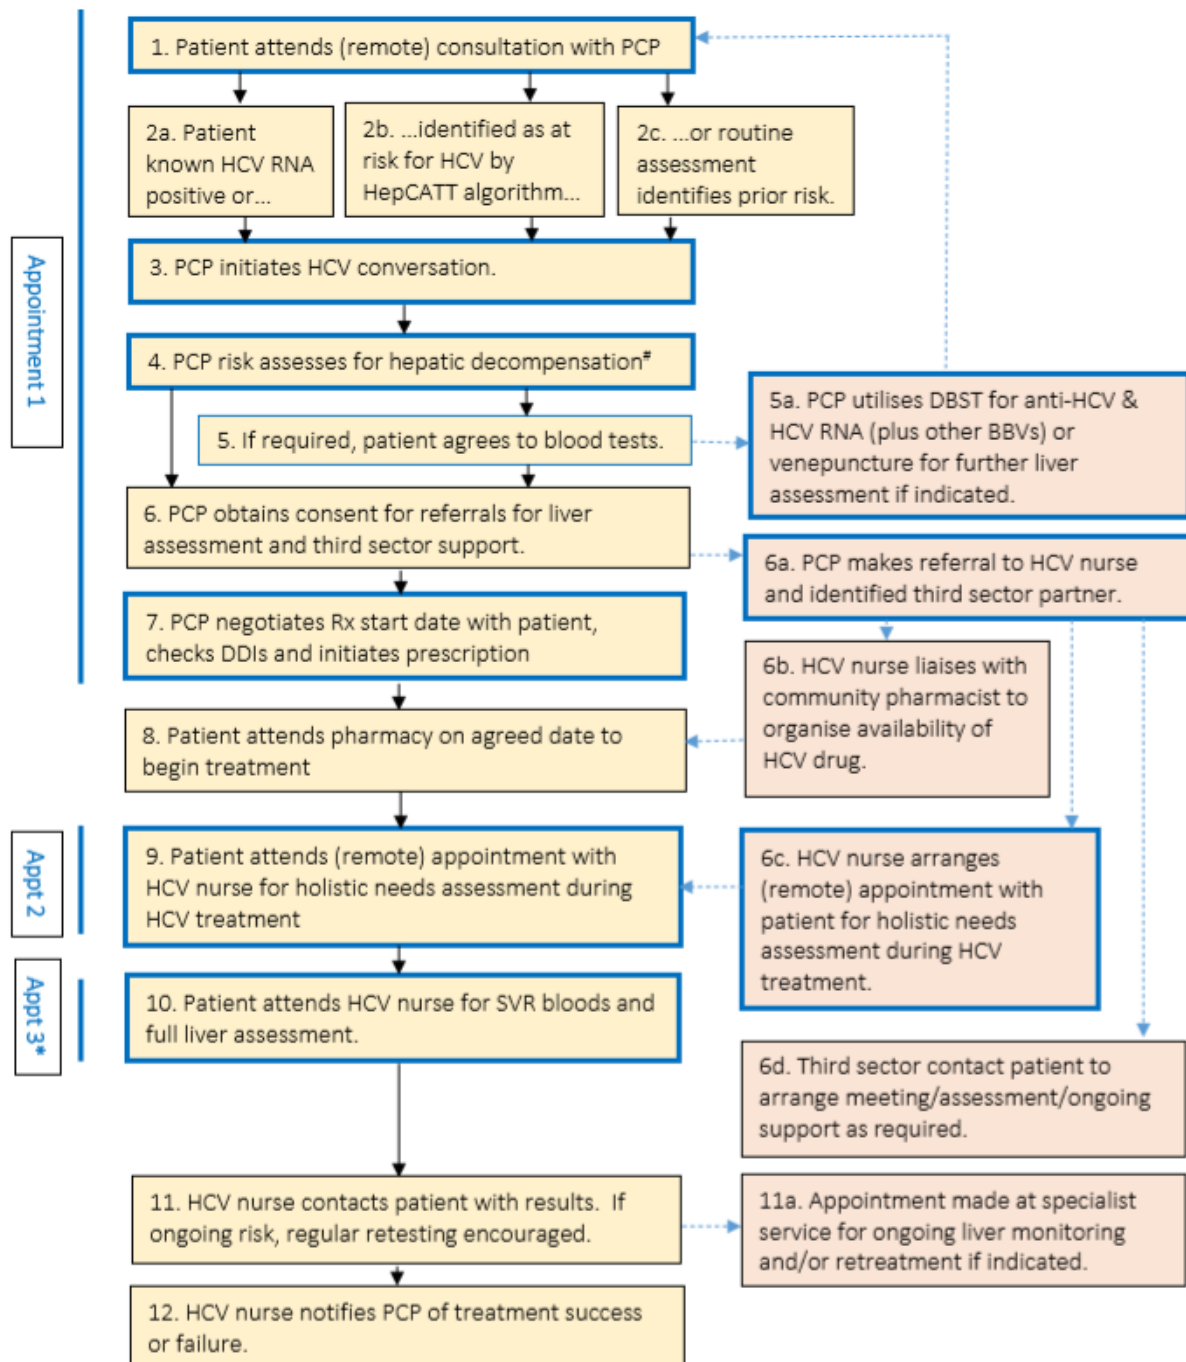 1. Patient attends (remote) consultation with PCP
2a. Patient
known HCV RNA
positive or...
2b. ...identified as at
risk for HCV by
HepCATT algorithm...
2c. ...or routine
assessment
identifies prior risk.
Appointment 1
3. PCP initiates HCV conversation.
4. PCP risk assesses for hepatic decompensation#
5. If required, patient agrees to blood tests.
5a. PCP utilises DBST for anti-HCV &
HCV RNA (plus other BBVs) or
venepuncture for further liver
assessment if indicated.
6. PCP obtains consent for referrals for liver
assessment and third sector support.
6a. PCP makes referral to HCV nurse
and identified third sector partner.
7. PCP negotiates Rx start date with patient,
checks DDIs and initiates prescription
6b. HCV nurse liaises with
community pharmacist to
organise availability of
HCV drug.
8. Patient attends pharmacy on agreed date to
begin treatment
Appt 2
9. Patient attends (remote) appointment with
HCV nurse for holistic needs assessment during
HCV treatment
6c. HCV nurse arranges
(remote) appointment with
patient for holistic needs
assessment during HCV
treatment.
Appt 3*
10. Patient attends HCV nurse for SVR bloods and
full liver assessment.
6d. Third sector contact patient to
arrange meeting/assessment/ongoing
support as required.
11. HCV nurse contacts patient with results. If
ongoing risk, regular retesting encouraged.
11a. Appointment made at specialist
service for ongoing liver monitoring
and/or retreatment if indicated.
12. HCV nurse notifies PCP of treatment success
or failure.